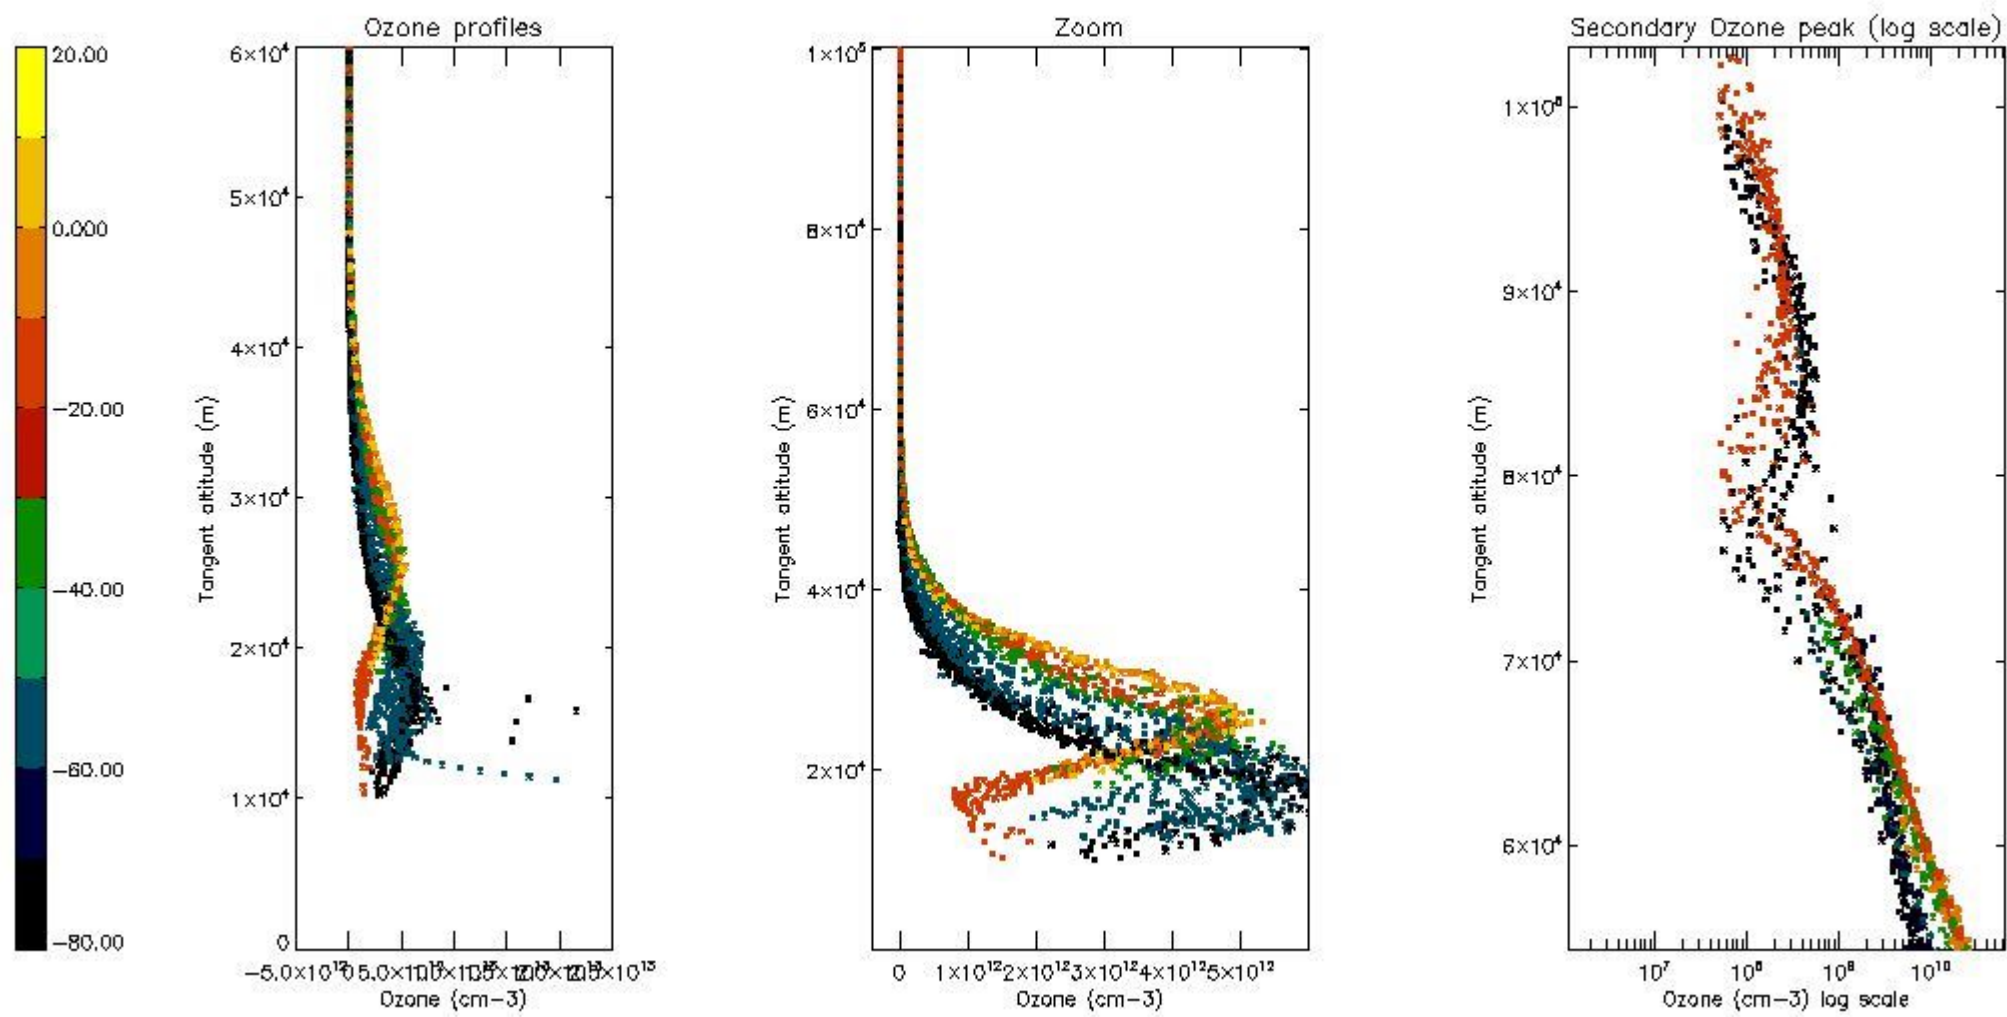 Ozone profiles
Zoom
Secondary Ozone peak (log scale)
20.00
0.000
−20.00
−40.00
−60.00
−80.00
6×10⁴
5×10⁴
4×10⁴
3×10⁴
2×10⁴
1×10⁴
0
Tangent altitude (m)
Ozone (cm−3)
1×10⁵
8×10⁴
6×10⁴
4×10⁴
2×10⁴
Tangent altitude (m)
0 1×10¹² 2×10¹² 3×10¹² 4×10¹² 5×10¹²
Ozone (cm−3)
1×10⁵
9×10⁴
8×10⁴
7×10⁴
6×10⁴
Tangent altitude (m)
10⁷ 10⁸ 10⁹ 10¹⁰
Ozone (cm−3) log scale